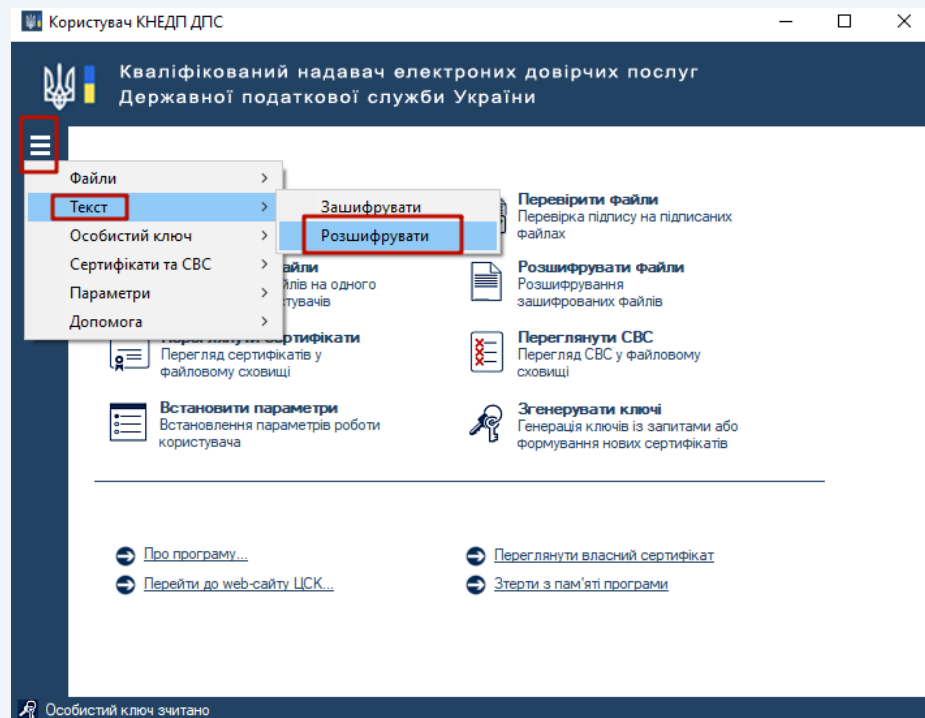 Користувач КНЕДП ДПС
Кваліфікований надавач електроних довірчих послуг
Державної податкової служби України
Файли
Текст
Особистий ключ
Сертифікати та СВС
Параметри
Допомога
Зашифрувати
Розшифрувати
Перевірити файли
Перевірка підпису на підписаних
файлах
на одного
Розшифрувати файли
Розшифрування
зашифрованих файлів
Перегляд сертифікатів у
файловому сховищі
Переглянути СВС
Перегляд СВС у файловому
сховищі
Встановити параметри
Встановлення параметрів роботи
користувача
Згенерувати ключі
Генерація ключів із запитами або
формування нових сертифікатів
Про програму...
Переглянути власний сертифікат
Перейти до web-сайту ЦСК...
Зтерти з пам'яті програми
Особистий ключ зчитано